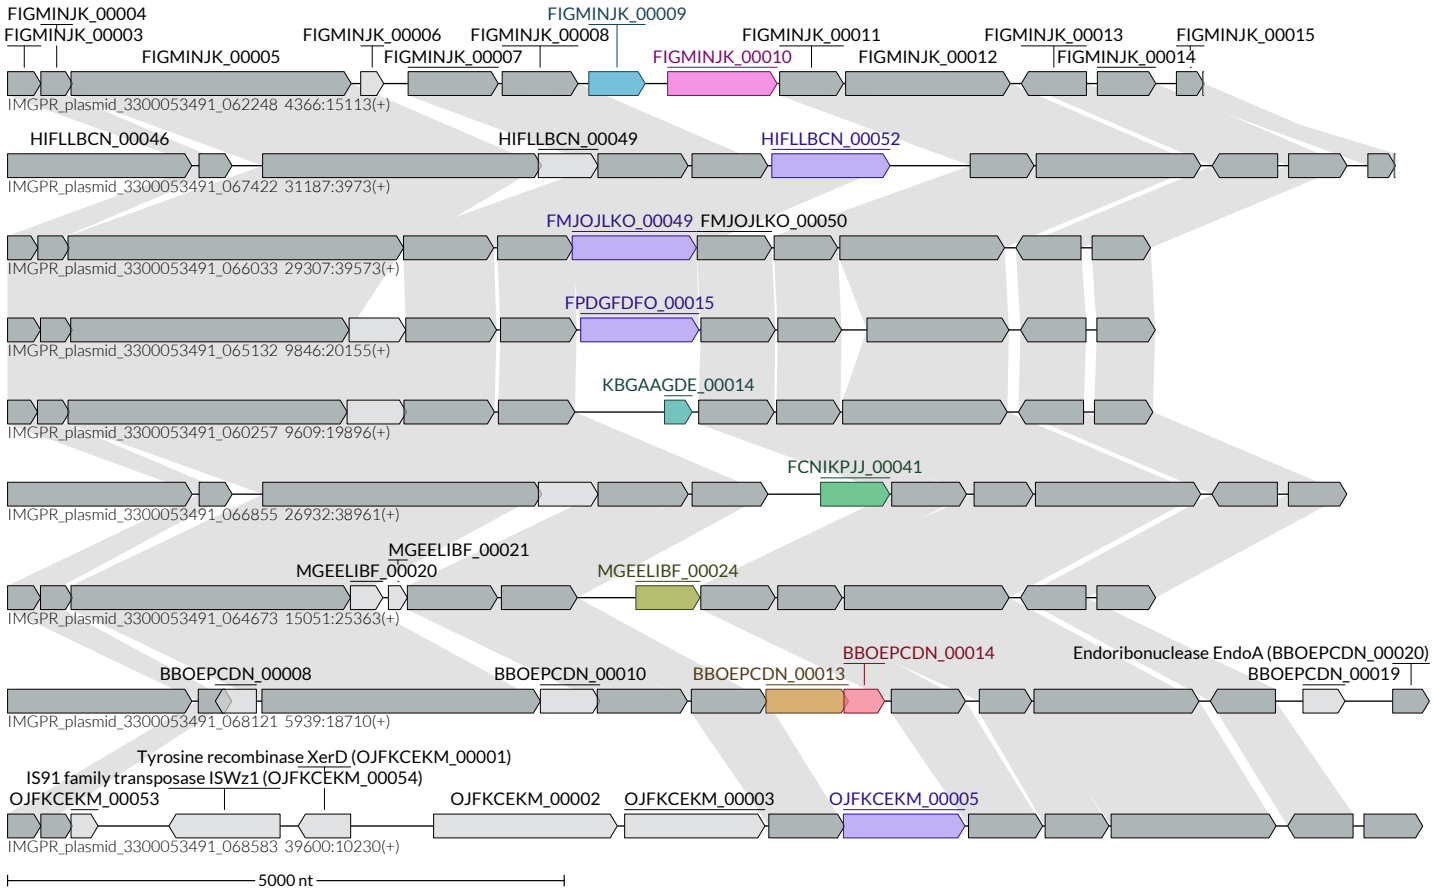 FIGMINJK_00004 FIGMINJK_00009
FIGMINJK_00003 FIGMINJK_00006 FIGMINJK_00008 FIGMINJK_00011 FIGMINJK_00013 FIGMINJK_00015
FIGMINJK_00005 FIGMINJK_00007 FIGMINJK_00010 FIGMINJK_00012 FIGMINJK_00014
IMGPR_plasmid_3300053491_062248 4366:15113(+)
HIFLLBCN_00046 HIFLLBCN_00049 HIFLLBCN_00052
IMGPR_plasmid_3300053491_067422 31187:3973(+)
FMJOJLKO_00049 FMJOJLKO_00050
IMGPR_plasmid_3300053491_066033 29307:39573(+)
FPDGFDFO_00015
IMGPR_plasmid_3300053491_065132 9846:20155(+)
KBGAAGDE_00014
IMGPR_plasmid_3300053491_060257 9609:19896(+)
FCNIKPJJ_00041
IMGPR_plasmid_3300053491_066855 26932:38961(+)
MGEELIBF_00021
MGEELIBF_00020 MGEELIBF_00024
IMGPR_plasmid_3300053491_064673 15051:25363(+)
BBOEPCDN_00014 Endoribonuclease EndoA (BBOEPCDN_00020)
BBOEPCDN_00008 BBOEPCDN_00010 BBOEPCDN_00013 BBOEPCDN_00019
IMGPR_plasmid_3300053491_068121 5939:18710(+)
Tyrosine recombinase XerD (OJFKCEKM_00001)
IS91 family transposase ISWz1 (OJFKCEKM_00054)
OJFKCEKM_00053 OJFKCEKM_00002 OJFKCEKM_00003 OJFKCEKM_00005
IMGPR_plasmid_3300053491_068583 39600:10230(+)
5000 nt